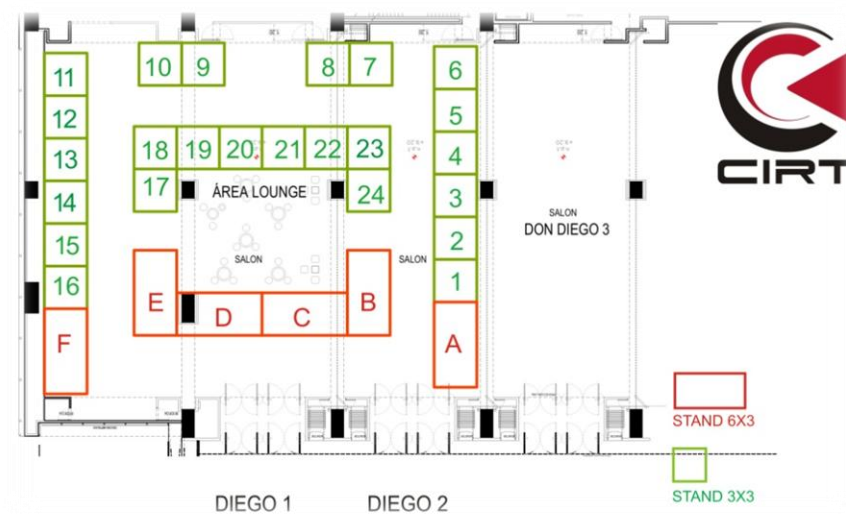 11
10
9
8
7
6
12
5
13
18
19
20
21
22
23
4
14
17
ÁREA LOUNGE
24
3
15
2
16
E
SALON
B
SALON
1
SALON
DON DIEGO 3
F
D
C
A
CIRT
STAND 6X3
STAND 3X3
DIEGO 1
DIEGO 2